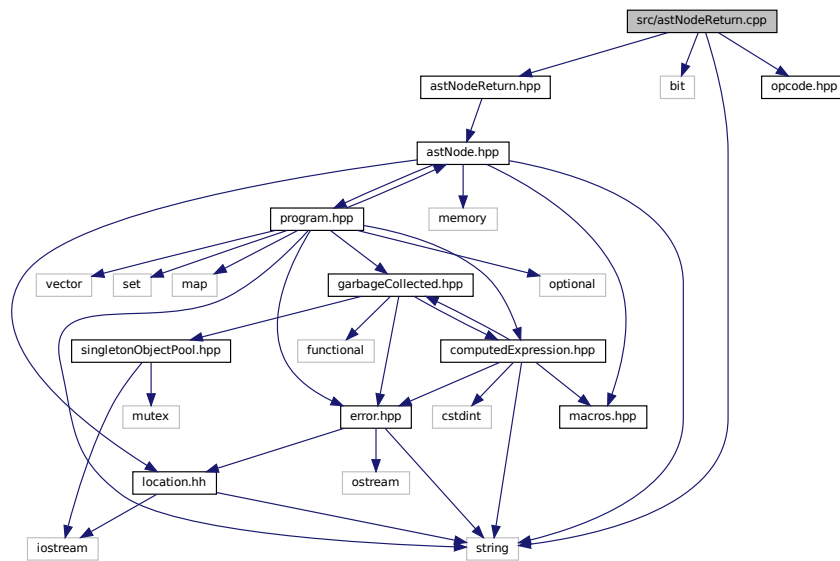 src/astNodeReturn.cpp
astNodeReturn.hpp
bit
opcode.hpp
astNode.hpp
program.hpp
memory
vector
set
map
garbageCollected.hpp
optional
singletonObjectPool.hpp
functional
computedExpression.hpp
mutex
error.hpp
cstdint
macros.hpp
location.hh
ostream
iostream
string